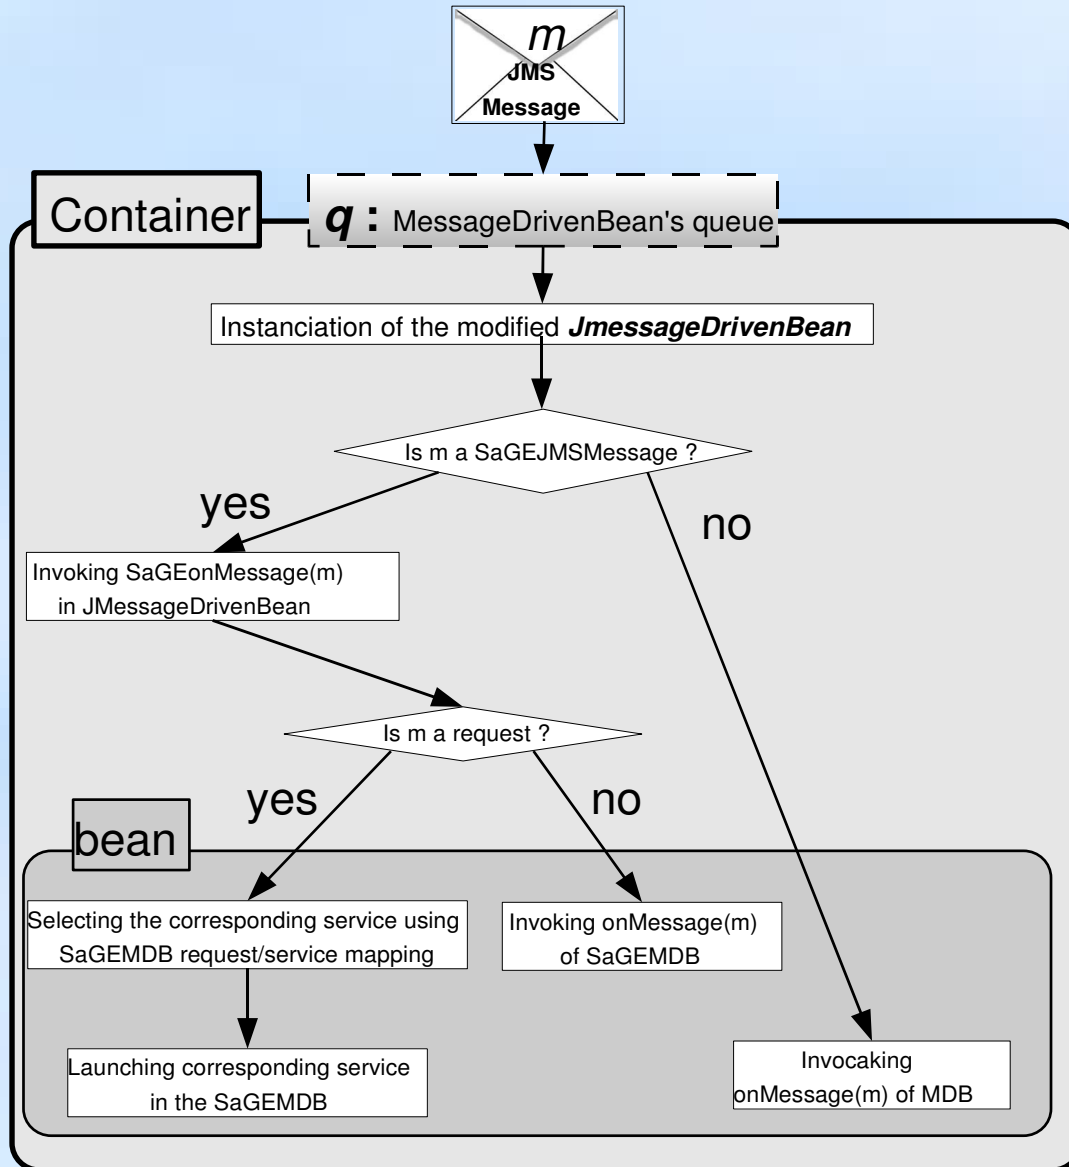 m
JMS
Message
Container
q : MessageDrivenBean's queue
Instanciation of the modified JmessageDrivenBean
Is m a SaGEJMSMessage ?
yes
no
Invoking SaGEonMessage(m)
in JMessageDrivenBean
Is m a request ?
yes
no
bean
Selecting the corresponding service using
SaGEMDB request/service mapping
Invoking onMessage(m)
of SaGEMDB
Launching corresponding service
in the SaGEMDB
Invocaking
onMessage(m) of MDB